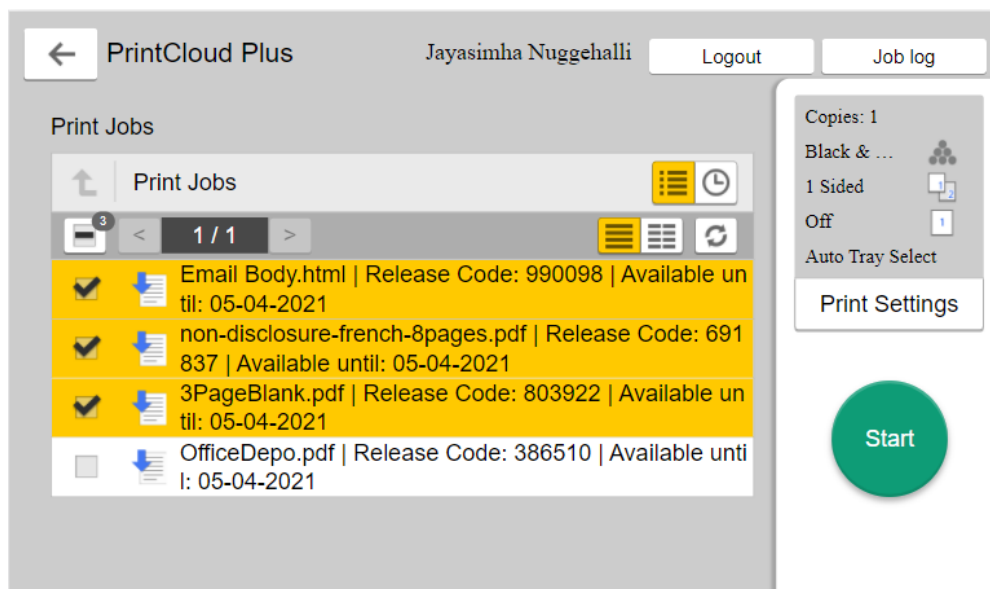 PrintCloud Plus
Jayasimha Nuggehalli
Logout
Job log
Print Jobs
Print Jobs
3
< 1 / 1 >
Email Body.html | Release Code: 990098 | Available un
til: 05-04-2021
non-disclosure-french-8pages.pdf | Release Code: 691
837 | Available until: 05-04-2021
3PageBlank.pdf | Release Code: 803922 | Available un
til: 05-04-2021
OfficeDepo.pdf | Release Code: 386510 | Available unti
l: 05-04-2021
Copies: 1
Black & ...
1 Sided
1
2
Off
1
Auto Tray Select
Print Settings
Start